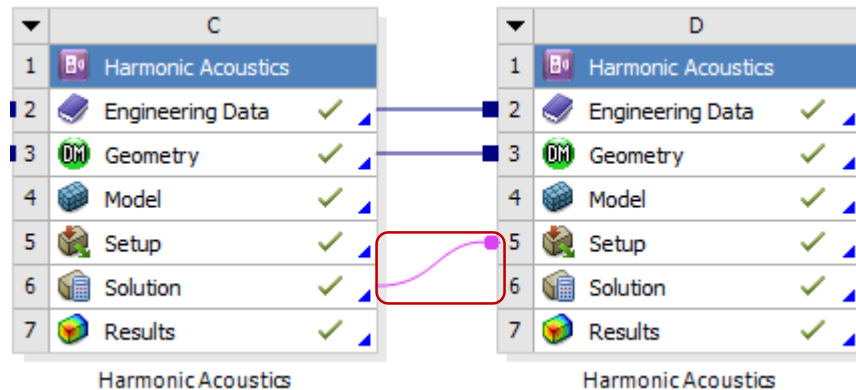 C
1 Harmonic Acoustics
2 Engineering Data
3 DM Geometry
4 Model
5 Setup
6 Solution
7 Results
Harmonic Acoustics
D
1 Harmonic Acoustics
2 Engineering Data
3 DM Geometry
4 Model
5 Setup
6 Solution
7 Results
Harmonic Acoustics